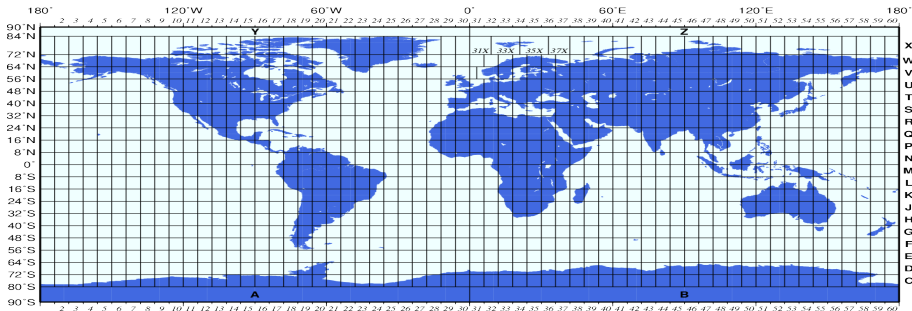 180° 120°W 60°W 0° 60°E 120°E 180°
2 3 4 5 6 7 8 9 10 11 12 13 14 15 16 17 18 19 20 21 22 23 24 25 26 27 28 29 30 31 32 33 34 35 36 37 38 39 40 41 42 43 44 45 46 47 48 49 50 51 52 53 54 55 56 57 58 59 60
90°N
Y Z
84°N
31X 33X 35X 37X X
72°N
W
64°N
V
56°N
U
48°N
T
40°N
S
32°N
R
24°N
Q
16°N
P
8°N
N
0°
M
8°S
L
16°S
K
24°S
J
32°S
H
40°S
G
48°S
F
56°S
E
64°S
D
72°S
C
80°S
A B
90°S
180° 120°W 60°W 0° 60°E 120°E 180°
2 3 4 5 6 7 8 9 10 11 12 13 14 15 16 17 18 19 20 21 22 23 24 25 26 27 28 29 30 31 32 33 34 35 36 37 38 39 40 41 42 43 44 45 46 47 48 49 50 51 52 53 54 55 56 57 58 59 60